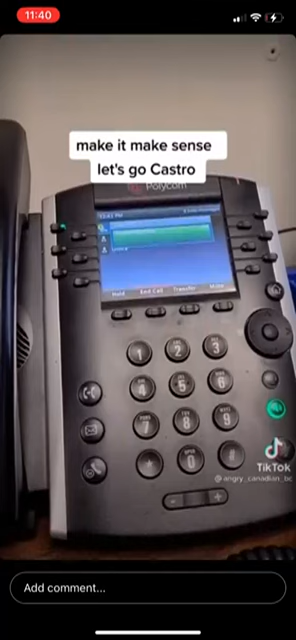 11:40
make it make sense
let's go Castro
Polycom
Hold End Call Transfer More
1 2 3
4 5 6
7 8 9
* 0 #
- +
TikTok
@angry_canadian_bc
Add comment...